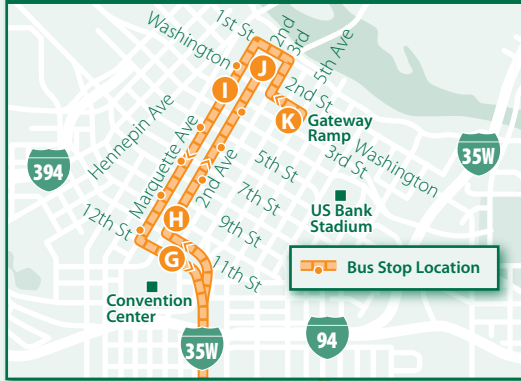 1st St
2nd
3rd
5th Ave
Washington
J
I
2nd St
K
Gateway
Ramp
Hennepin Ave
Marquette Ave
2nd Ave
Washington
3rd St
35W
394
5th St
7th St
US Bank
Stadium
12th St
H
9th St
G
11th St
Bus Stop Location
Convention
Center
35W
94